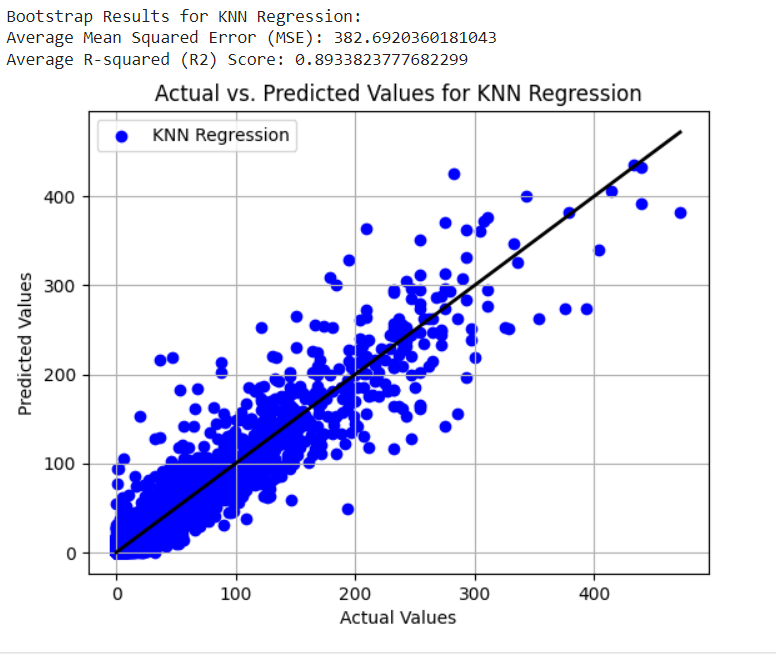 Bootstrap Results for KNN Regression:
Average Mean Squared Error (MSE): 382.6920360181043
Average R-squared (R2) Score: 0.8933823777682299
Actual vs. Predicted Values for KNN Regression
KNN Regression
400
300
200
100
0
Predicted Values
0 100 200 300 400
Actual Values